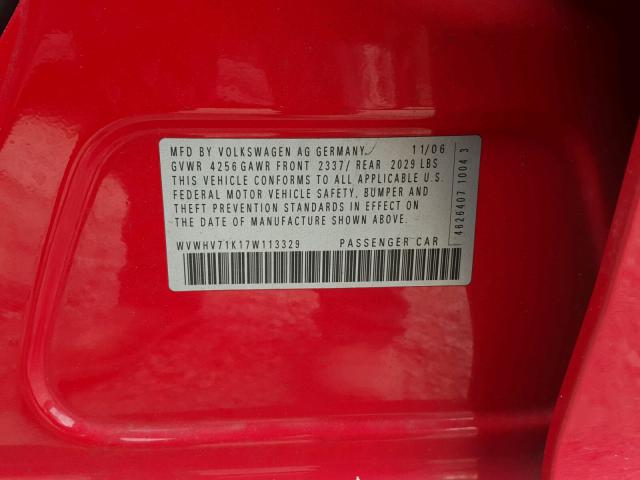 MFD BY VOLKSWAGEN AG GERMANY/ 11/06
GVWR 4256 GAWR FRONT 2337/ REAR 2029 LBS
THIS VEHICLE CONFORMS TO ALL APPLICABLE U.S.
FEDERAL MOTOR VEHICLE SAFETY, BUMPER AND
THEFT PREVENTION STANDARDS IN EFFECT ON
THE DATE OF MANUFACTURE SHOWN ABOVE.
WVWHV71K17W113329 PASSENGER CAR
4626407 1004 3